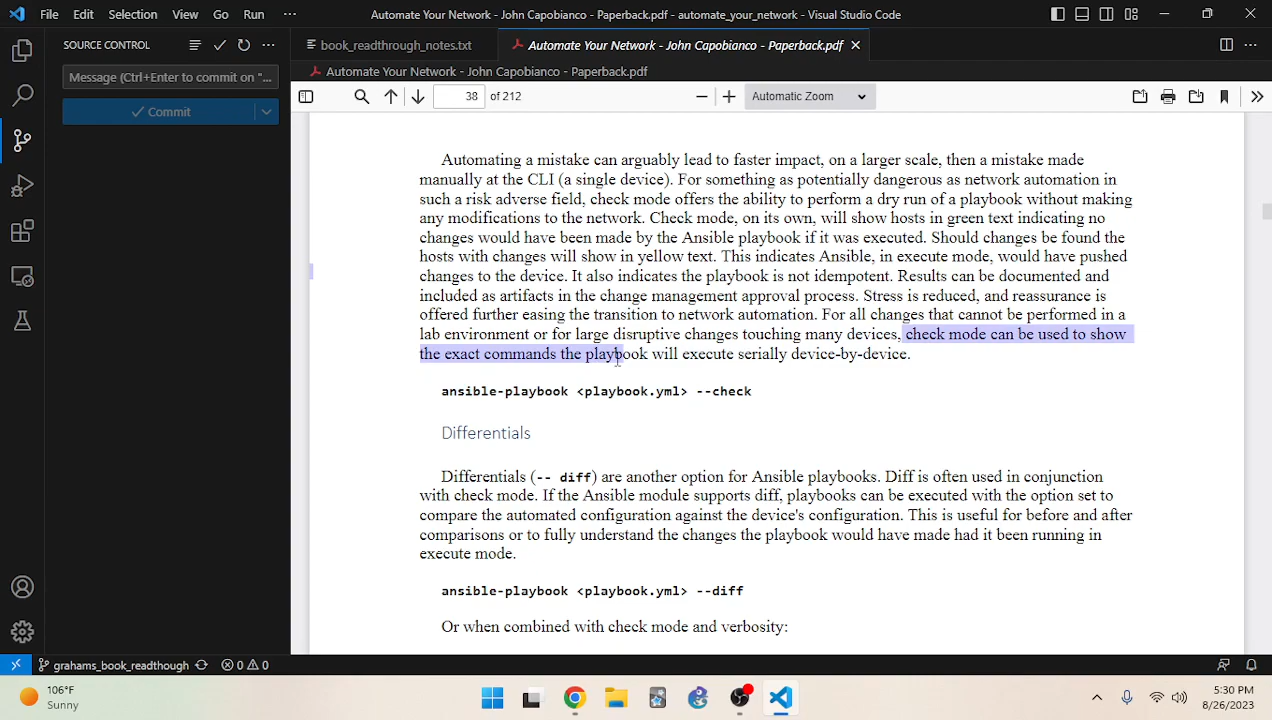 File Edit Selection View Go Run ··· Automate Your Network - John Capobianco - Paperback.pdf - automate_your_network - Visual Studio Code
SOURCE CONTROL
book_readthrough_notes.txt
Automate Your Network - John Capobianco - Paperback.pdf
Message (Ctrl+Enter to commit on "...
Commit
Automate Your Network - John Capobianco - Paperback.pdf
38 of 212 Automatic Zoom
Automating a mistake can arguably lead to faster impact, on a larger scale, then a mistake made
manually at the CLI (a single device). For something as potentially dangerous as network automation in
such a risk adverse field, check mode offers the ability to perform a dry run of a playbook without making
any modifications to the network. Check mode, on its own, will show hosts in green text indicating no
changes would have been made by the Ansible playbook if it was executed. Should changes be found the
hosts with changes will show in yellow text. This indicates Ansible, in execute mode, would have pushed
changes to the device. It also indicates the playbook is not idempotent. Results can be documented and
included as artifacts in the change management approval process. Stress is reduced, and reassurance is
offered further easing the transition to network automation. For all changes that cannot be performed in a
lab environment or for large disruptive changes touching many devices, check mode can be used to show
the exact commands the playbook will execute serially device-by-device.
ansible-playbook <playbook.yml> --check
Differentials
Differentials (-- diff) are another option for Ansible playbooks. Diff is often used in conjunction
with check mode. If the Ansible module supports diff, playbooks can be executed with the option set to
compare the automated configuration against the device's configuration. This is useful for before and after
comparisons or to fully understand the changes the playbook would have made had it been running in
execute mode.
ansible-playbook <playbook.yml> --diff
Or when combined with check mode and verbosity:
grahams_book_readthough 0 0
106°F
Sunny
5:30 PM
8/26/2023